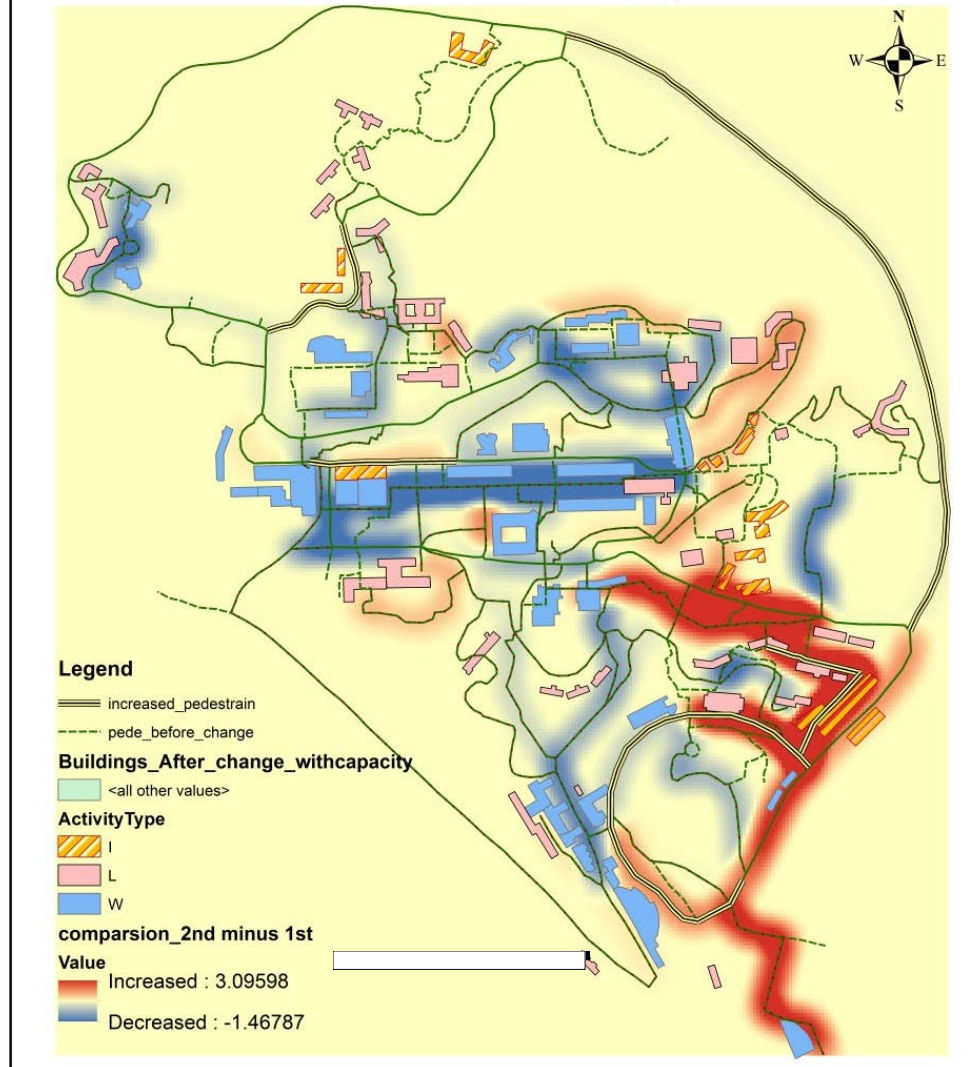 N
W E
S
Legend
increased_pedestrain
pede_before_change
Buildings_After_change_withcapacity
<all other values>
ActivityType
I
L
W
comparsion_2nd minus 1st
Value
Increased : 3.09598
Decreased : -1.46787